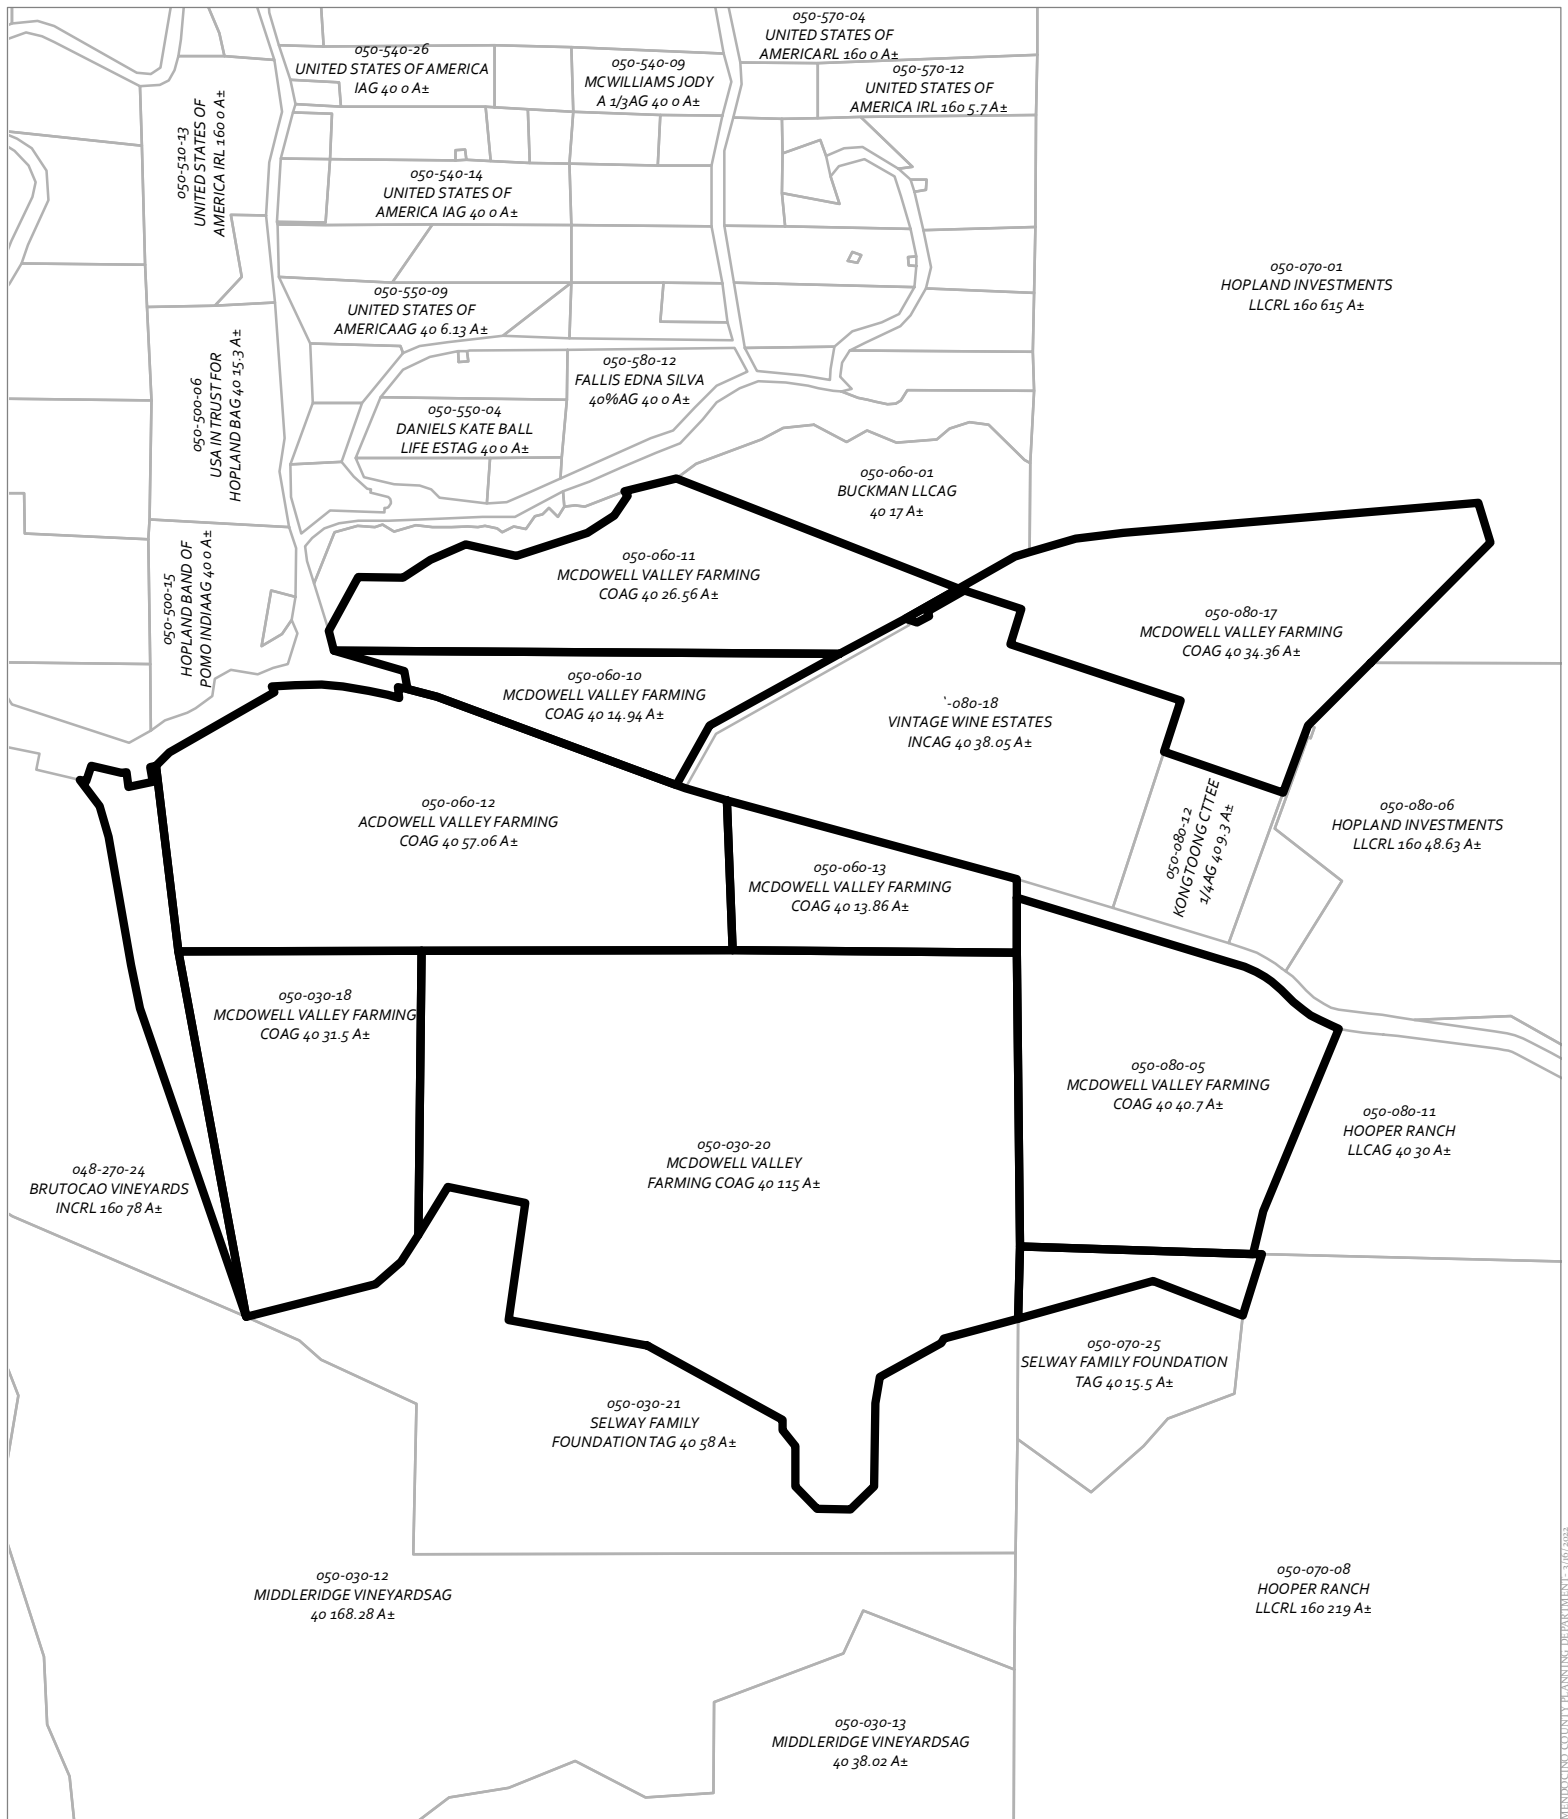 050-570-04
UNITED STATES OF
AMERICARL 160 0 A±
050-540-26
UNITED STATES OF AMERICA
IAG 40 0 A±
050-540-09
MCWILLIAMS JODY
A 1/3AG 40 0 A±
050-570-12
UNITED STATES OF
AMERICA IRL 160 5.7 A±
050-510-13
UNITED STATES OF
AMERICA IRL 160 0 A±
050-540-14
UNITED STATES OF
AMERICA IAG 40 0 A±
050-070-01
HOPLAND INVESTMENTS
LLCRL 160 615 A±
050-550-09
UNITED STATES OF
AMERICAAG 40 6.13 A±
050-500-06
USA IN TRUST FOR
HOPLAND BAG 40 15.3 A±
050-580-12
FALLIS EDNA SILVA
40%AG 40 0 A±
050-550-04
DANIELS KATE BALL
LIFE ESTAG 40 0 A±
050-060-01
BUCKMAN LLCAG
40 17 A±
050-500-15
HOPLAND BAND OF
POMO INDIAAG 40 0 A±
050-060-11
MCDOWELL VALLEY FARMING
COAG 40 26.56 A±
050-080-17
MCDOWELL VALLEY FARMING
COAG 40 34.36 A±
050-060-10
MCDOWELL VALLEY FARMING
COAG 40 14.94 A±
`-080-18
VINTAGE WINE ESTATES
INCAG 40 38.05 A±
050-060-12
ACDOWELL VALLEY FARMING
COAG 40 57.06 A±
050-080-12
KONGTOONG CTTEE
1/4AG 40 9.3 A±
050-080-06
HOPLAND INVESTMENTS
LLCRL 160 48.63 A±
050-060-13
MCDOWELL VALLEY FARMING
COAG 40 13.86 A±
050-030-18
MCDOWELL VALLEY FARMING
COAG 40 31.5 A±
050-080-05
MCDOWELL VALLEY FARMING
COAG 40 40.7 A±
050-080-11
HOOPER RANCH
LLCAG 40 30 A±
050-030-20
MCDOWELL VALLEY
FARMING COAG 40 115 A±
048-270-24
BRUTOCAO VINEYARDS
INCRL 160 78 A±
050-070-25
SELWAY FAMILY FOUNDATION
TAG 40 15.5 A±
050-030-21
SELWAY FAMILY
FOUNDATION TAG 40 58 A±
050-030-12
MIDDLERIDGE VINEYARDSAG
40 168.28 A±
050-070-08
HOOPER RANCH
LLCRL 160 219 A±
050-030-13
MIDDLERIDGE VINEYARDSAG
40 38.02 A±
MENDOCINO COUNTY PLANNING DEPARTMENT- 3/16/2022